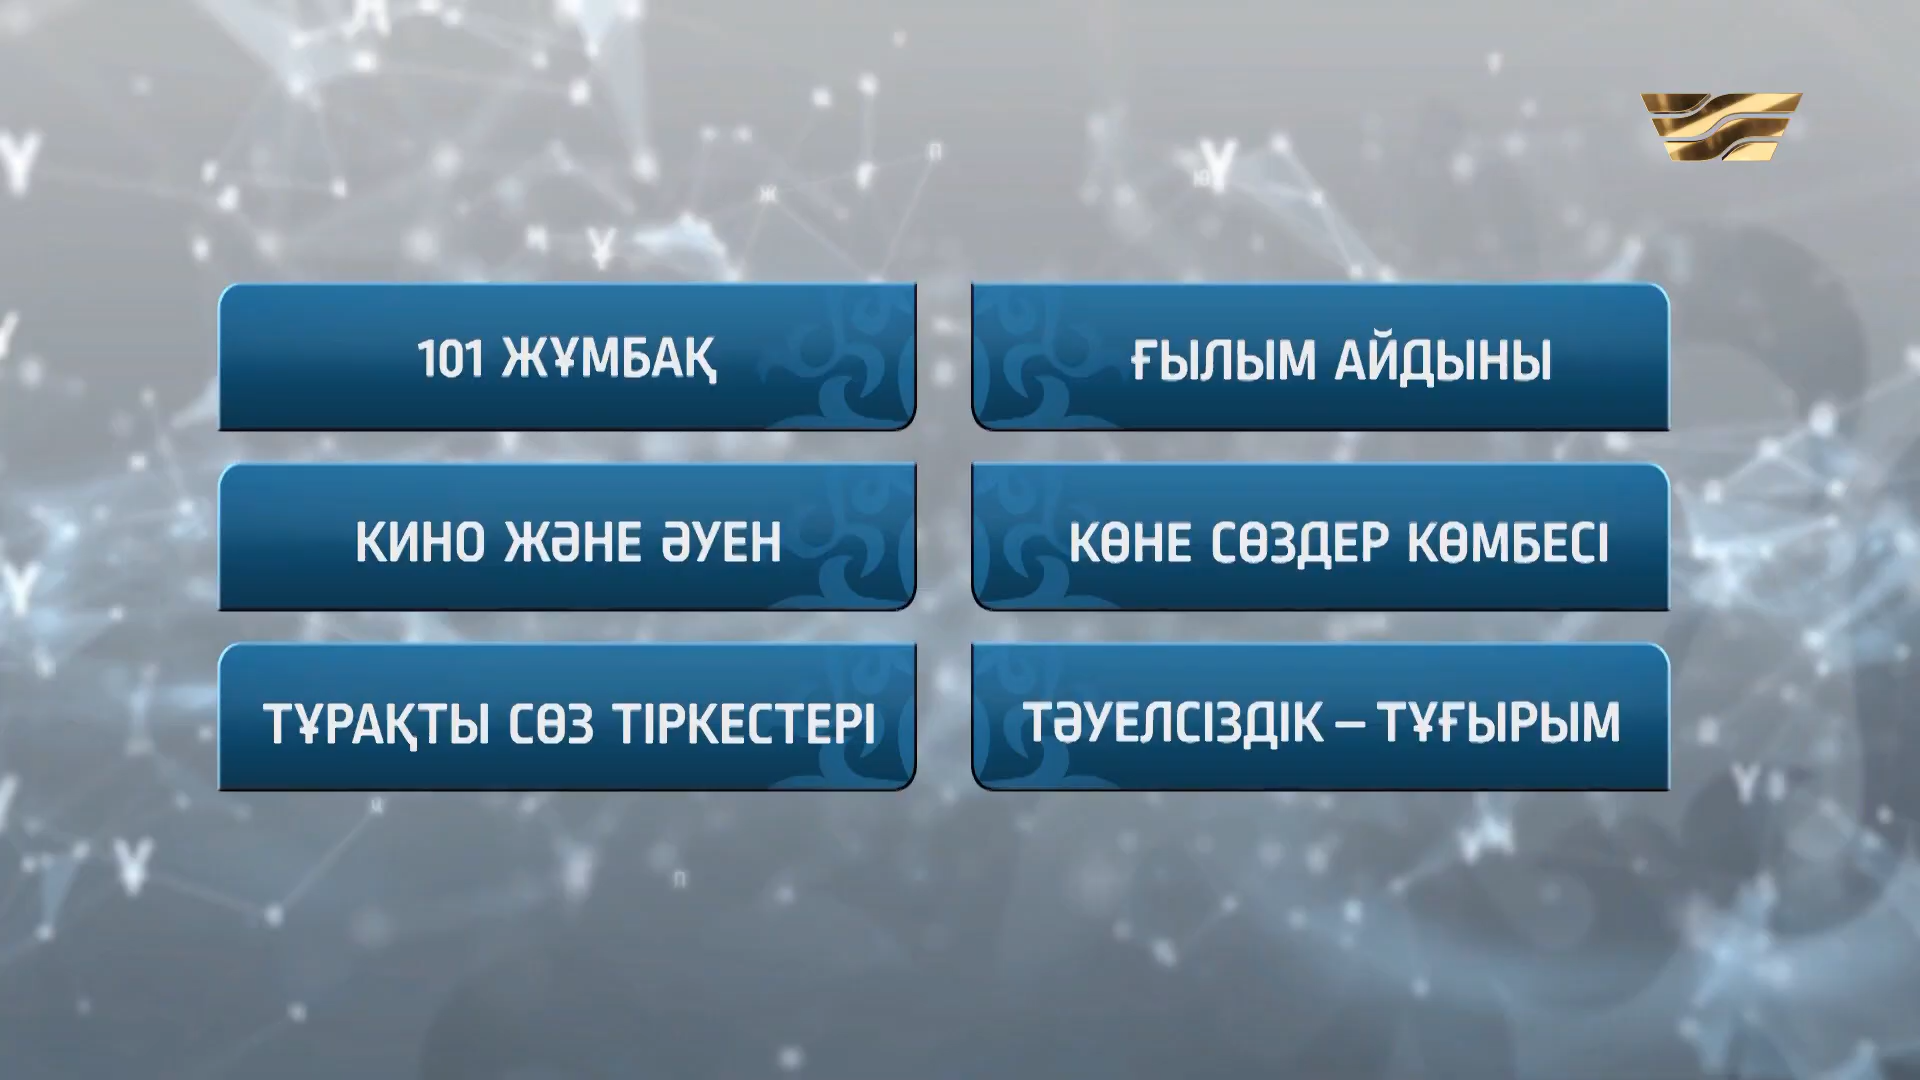 101 ЖҰМБАҚ
ҒЫЛЫМ АЙДЫНЫ
КИНО ЖӘНЕ ӘУЕН
КӨНЕ СӨЗДЕР КӨМБЕСІ
ТҰРАҚТЫ СӨЗ ТІРКЕСТЕРІ
ТӘУЕЛСІЗДІК – ТҰҒЫРЫМ